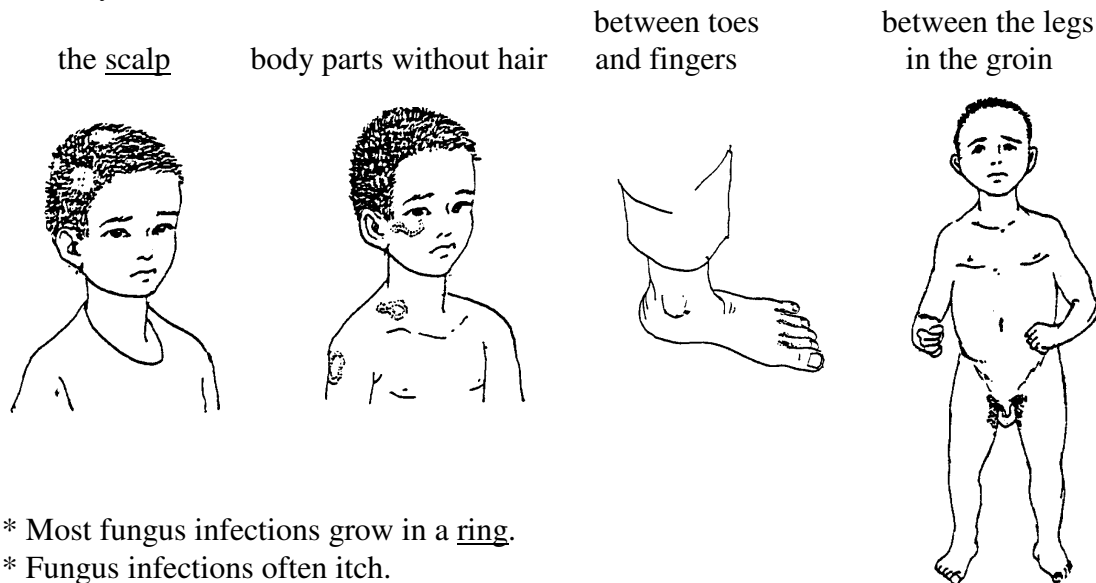 the scalp
body parts without hair
between toes
and fingers
between the legs
in the groin
* Most fungus infections grow in a ring.
* Fungus infections often itch.